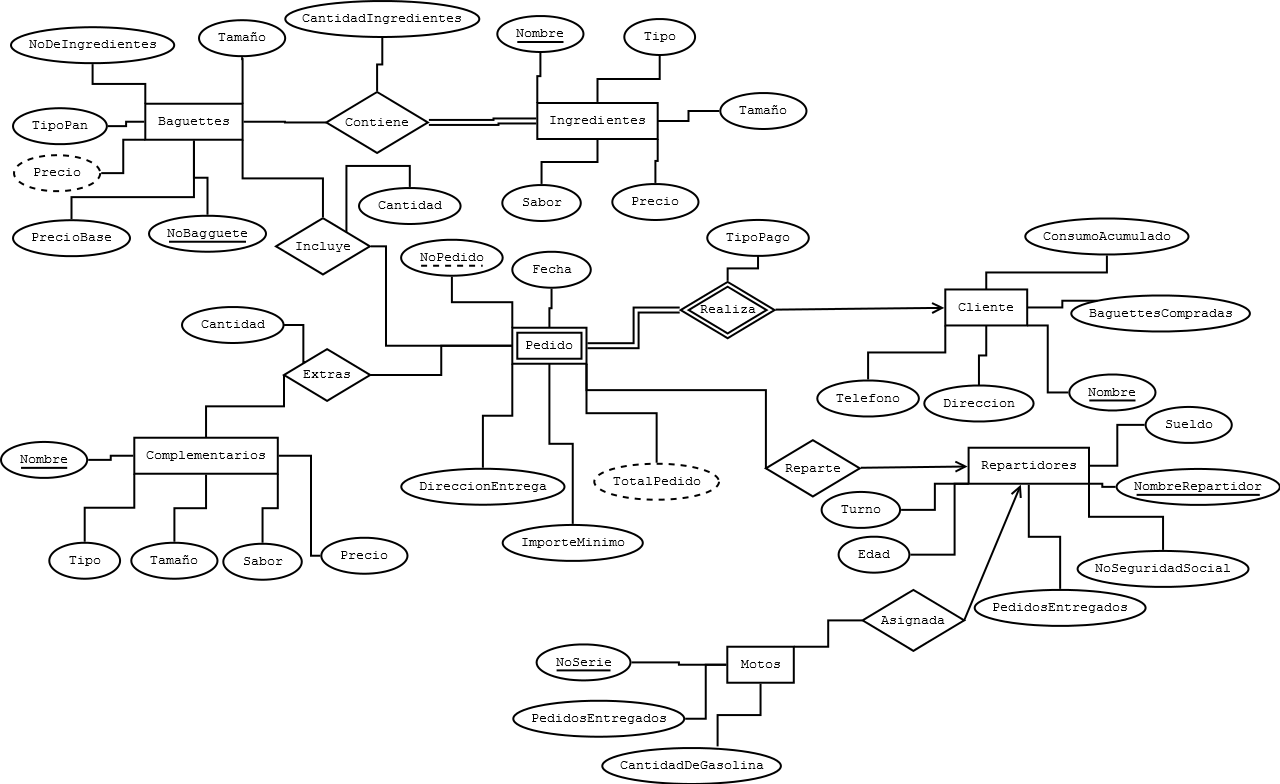 CantidadIngredientes
NoDeIngredientes
Tamaño
Nombre
Tipo
TipoPan
Baguettes
Contiene
Ingredientes
Tamaño
Precio
Sabor
Precio
PrecioBase
NoBagguete
Cantidad
Incluye
NoPedido
Fecha
TipoPago
ConsumoAcumulado
Cantidad
Realiza
Cliente
BaguettesCompradas
Pedido
Extras
Telefono
Direccion
Nombre
Nombre
Complementarios
DireccionEntrega
TotalPedido
Reparte
Repartidores
Sueldo
NombreRepartidor
Turno
Tipo
Tamaño
Sabor
Precio
ImporteMinimo
Edad
NoSeguridadSocial
PedidosEntregados
Asignada
NoSerie
Motos
PedidosEntregados
CantidadDeGasolina